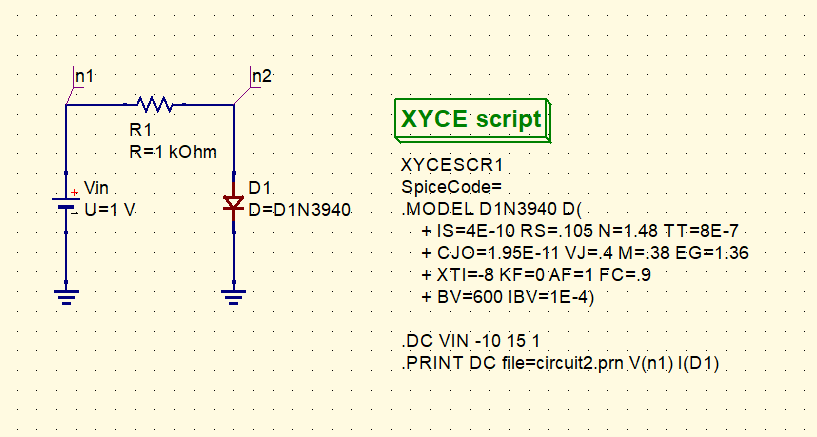 n1
n2
R1
R=1 kOhm
Vin
U=1 V
D1
D=D1N3940
XYCE script
XYCESCR1
SpiceCode=
.MODEL D1N3940 D(
+ IS=4E-10 RS=.105 N=1.48 TT=8E-7
+ CJO=1.95E-11 VJ=.4 M=.38 EG=1.36
+ XTI=-8 KF=0 AF=1 FC=.9
+ BV=600 IBV=1E-4)
.DC VIN -10 15 1
.PRINT DC file=circuit2.prn V(n1) I(D1)